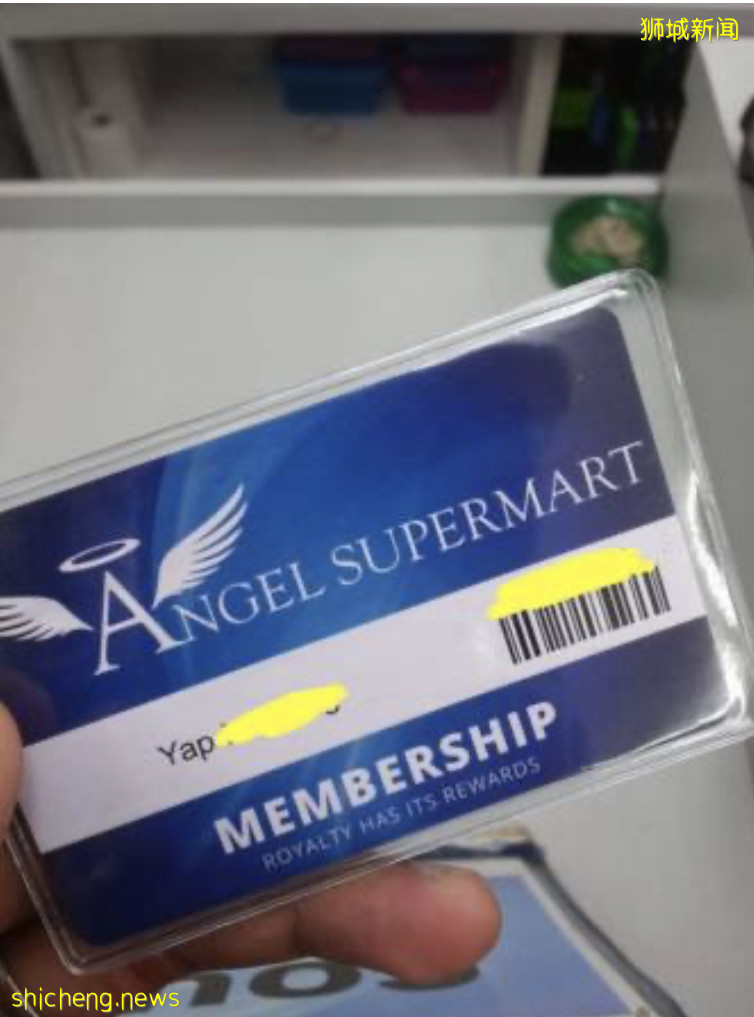 狮城新闻
ANGEL SUPERMART
Yap
MEMBERSHIP
ROYALTY HAS ITS REWARDS
shicheng.news